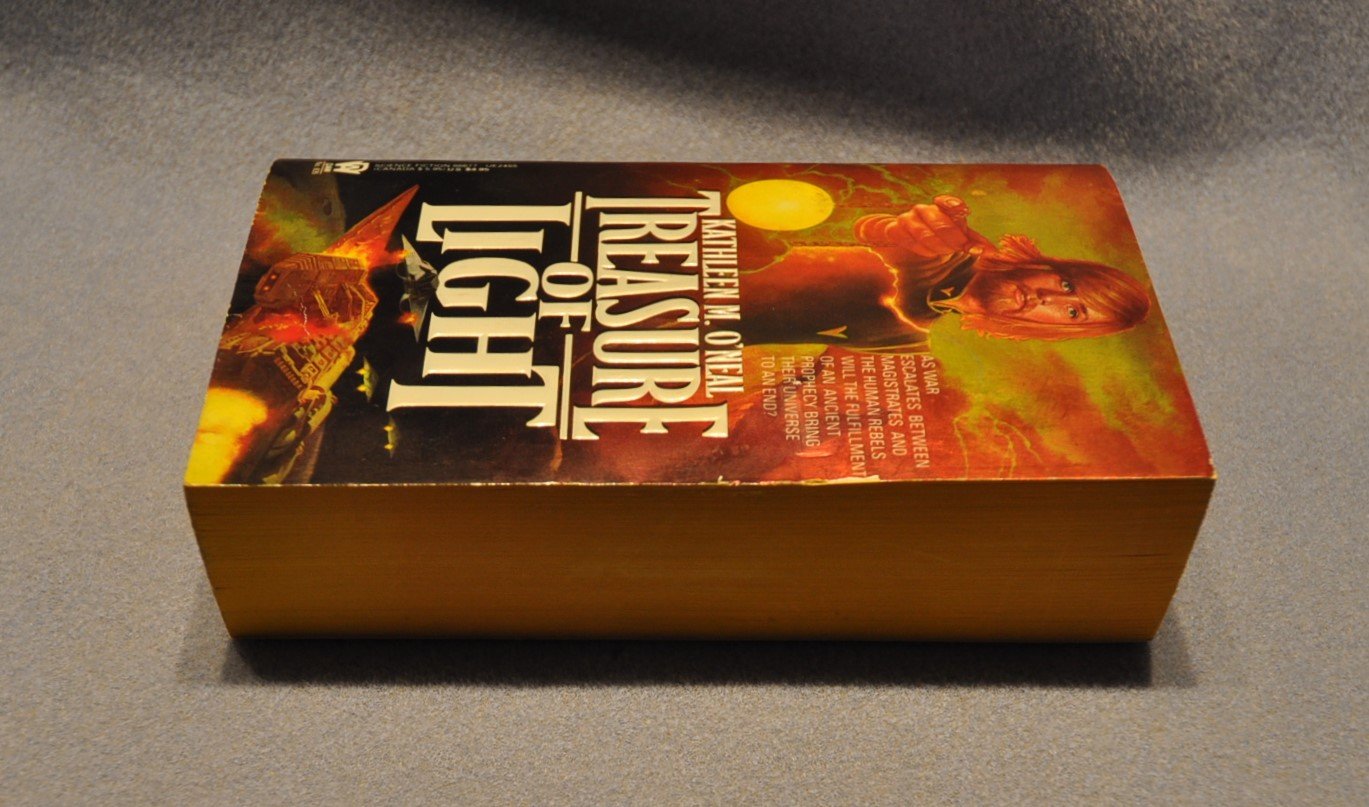 KATHLEEN M. O'NEAL
TREASURE
OF
LIGHT
AS WAR
ESCALATES BETWEEN
MAGISTRATES AND
THE HUMAN REBELS
WILL THE FULFILLMENT
OF AN ANCIENT
PROPHECY BRING
THEIR UNIVERSE
TO AN END?